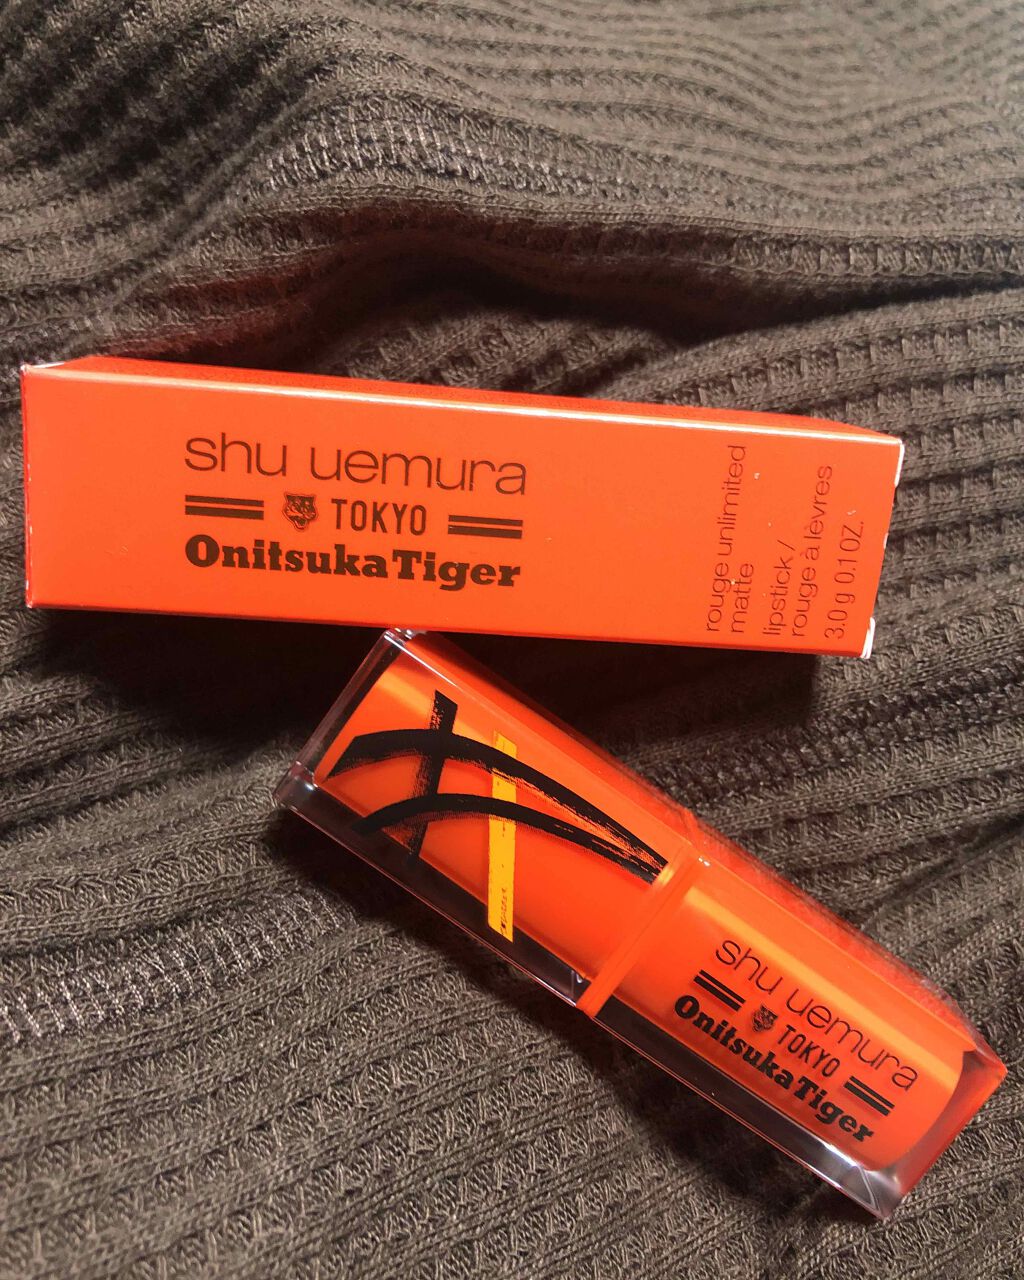 shu uemura
TOKYO
Onitsuka Tiger
rouge unlimited
matte
lipstick /
rouge à lèvres
3.0 g 0.1 OZ.
shu uemura
TOKYO
Onitsuka Tiger